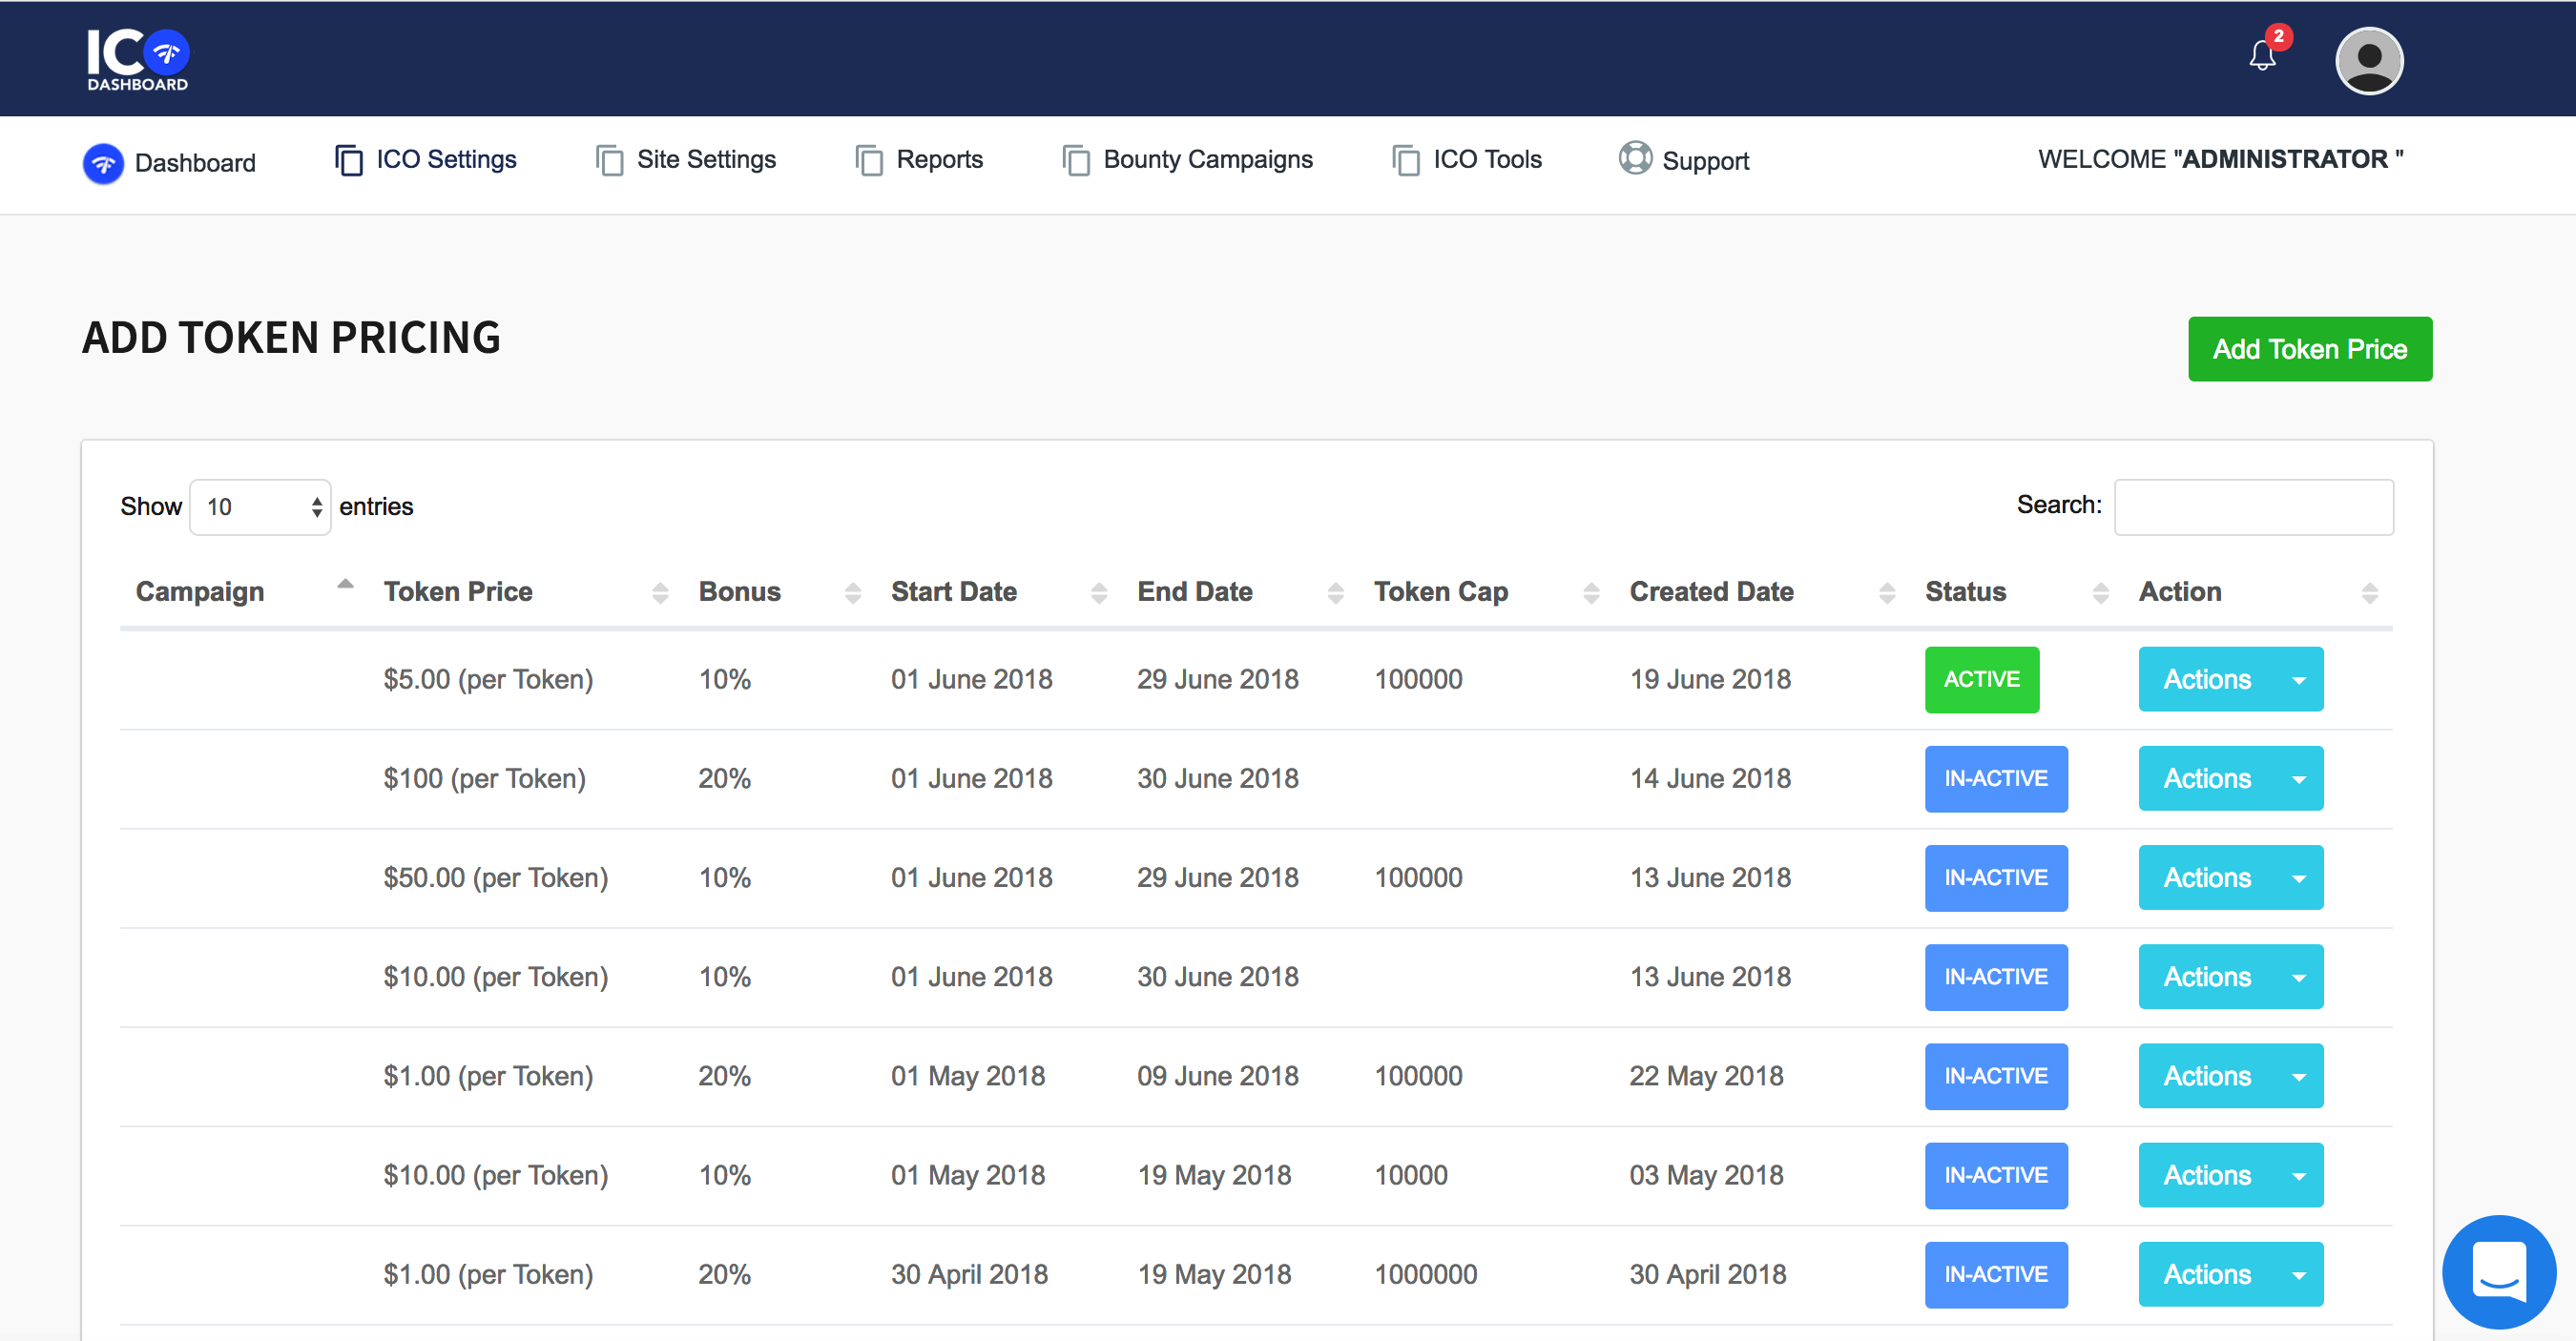 ICO
DASHBOARD
2
Dashboard ICO Settings Site Settings Reports Bounty Campaigns ICO Tools Support WELCOME "ADMINISTRATOR "
ADD TOKEN PRICING
Add Token Price
Show 10 entries Search:
Campaign Token Price Bonus Start Date End Date Token Cap Created Date Status Action
$5.00 (per Token) 10% 01 June 2018 29 June 2018 100000 19 June 2018 ACTIVE Actions
$100 (per Token) 20% 01 June 2018 30 June 2018 14 June 2018 IN-ACTIVE Actions
$50.00 (per Token) 10% 01 June 2018 29 June 2018 100000 13 June 2018 IN-ACTIVE Actions
$10.00 (per Token) 10% 01 June 2018 30 June 2018 13 June 2018 IN-ACTIVE Actions
$1.00 (per Token) 20% 01 May 2018 09 June 2018 100000 22 May 2018 IN-ACTIVE Actions
$10.00 (per Token) 10% 01 May 2018 19 May 2018 10000 03 May 2018 IN-ACTIVE Actions
$1.00 (per Token) 20% 30 April 2018 19 May 2018 1000000 30 April 2018 IN-ACTIVE Actions